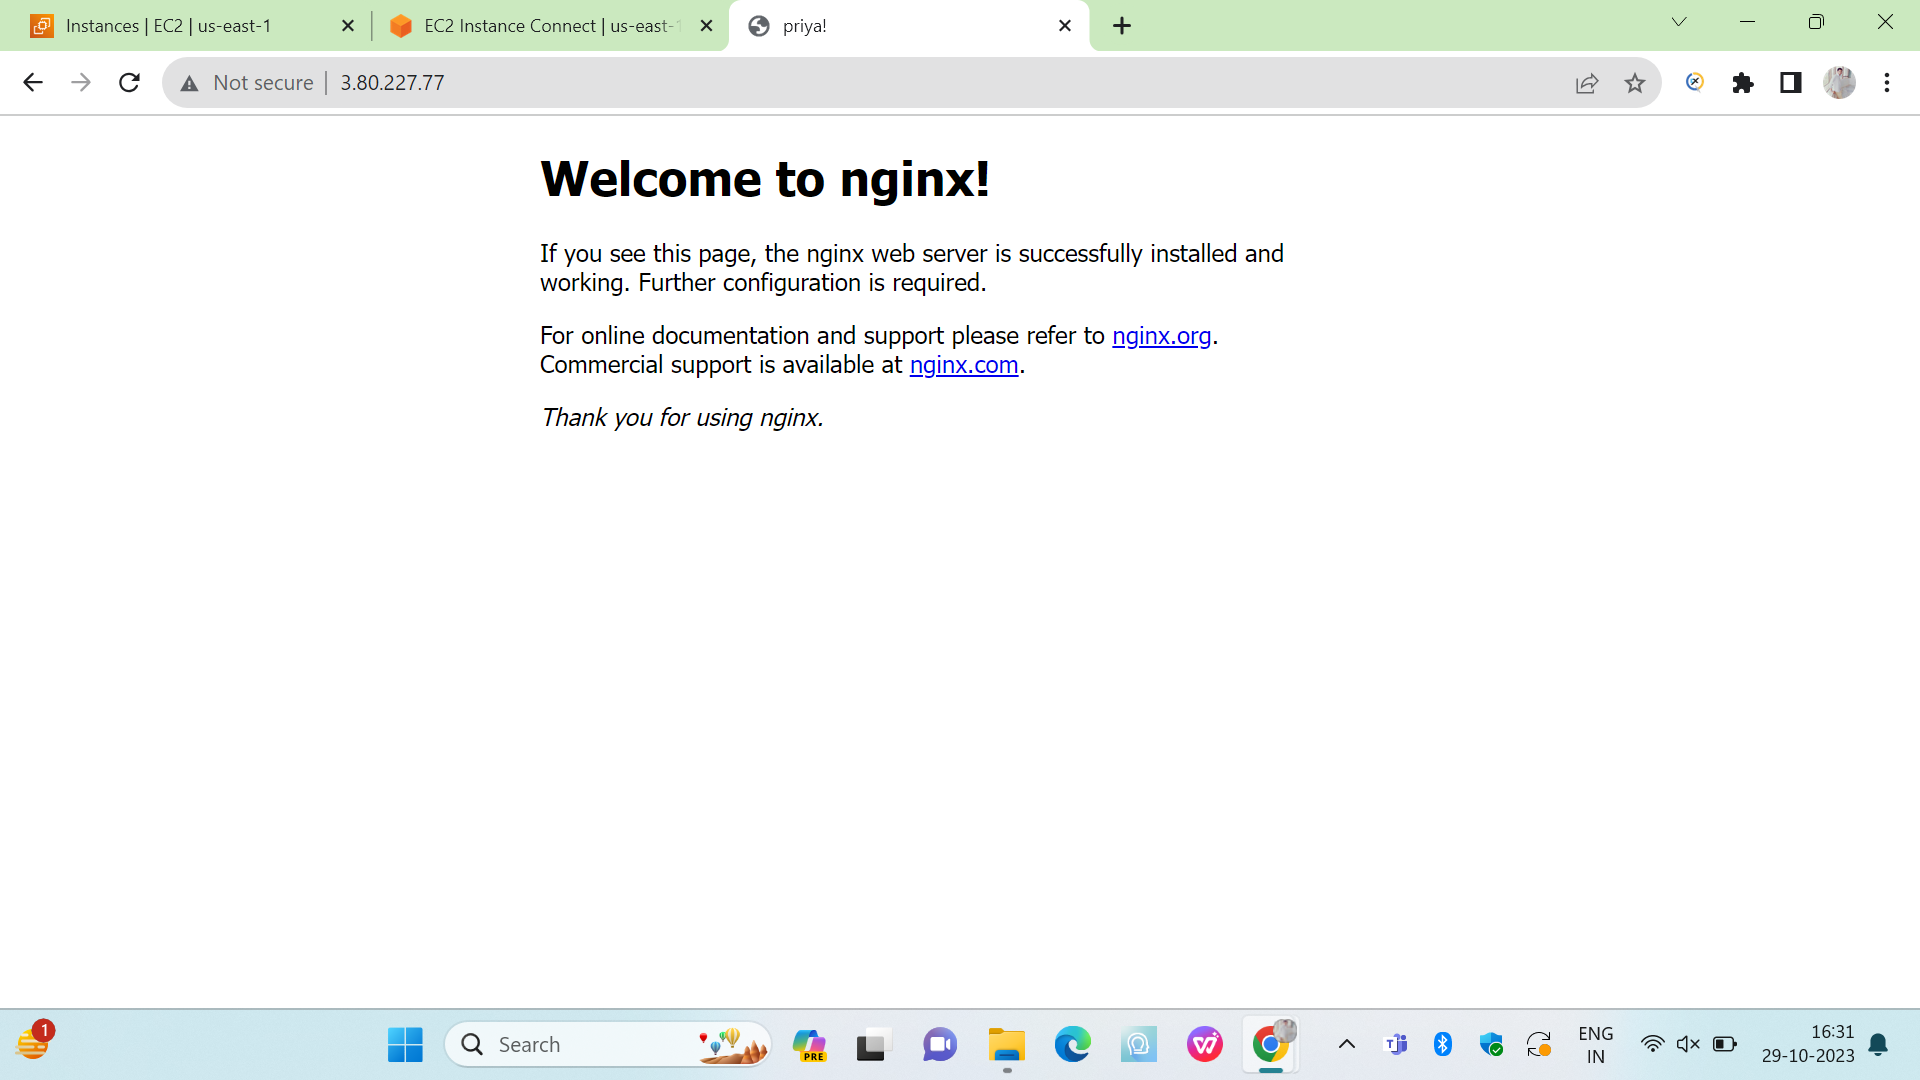 Instances | EC2 | us-east-1
EC2 Instance Connect | us-east-1
priya!
Not secure
3.80.227.77
Welcome to nginx!
If you see this page, the nginx web server is successfully installed and
working. Further configuration is required.
For online documentation and support please refer to nginx.org.
Commercial support is available at nginx.com.
Thank you for using nginx.
1
Search
PRE
ENG
IN
16:31
29-10-2023